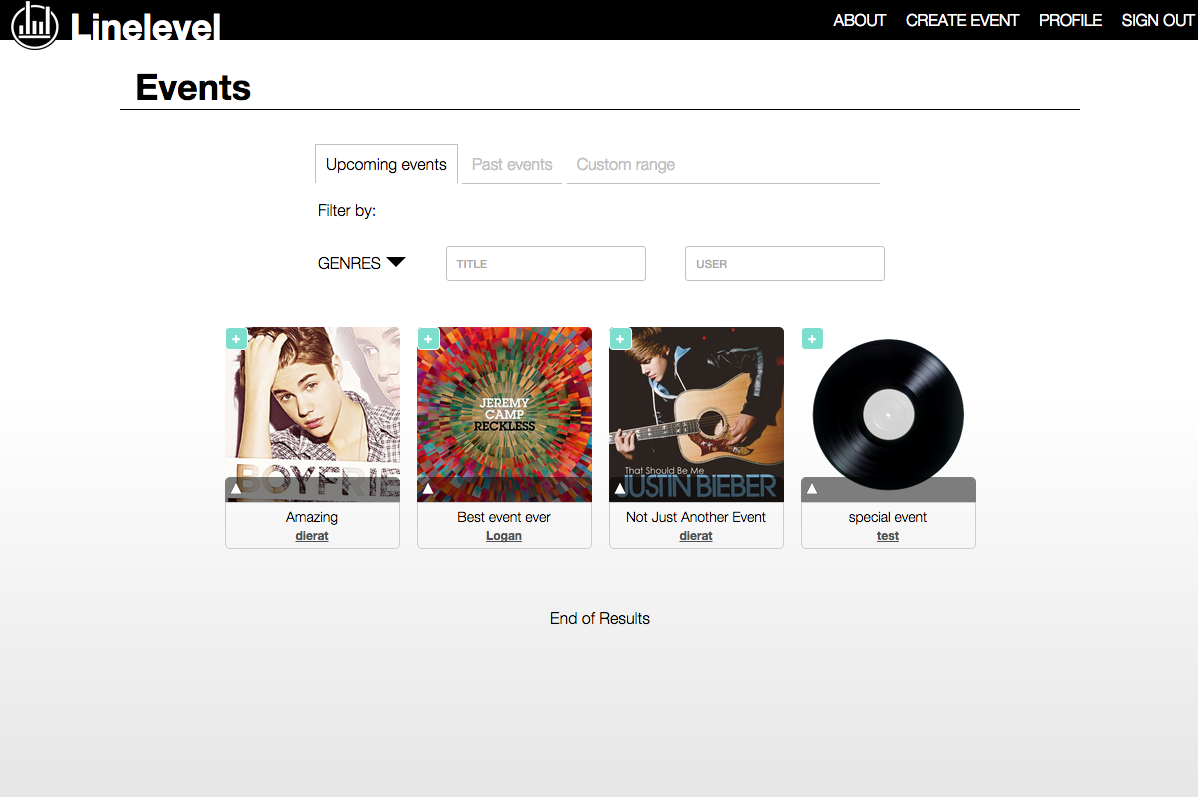 Linelevel
ABOUT CREATE EVENT PROFILE SIGN OUT
Events
Upcoming events Past events Custom range
Filter by:
GENRES TITLE USER
BOYFRIE
JEREMY
CAMP
RECKLESS
That Should Be Me
JUSTIN BIEBER
Amazing
dierat
Best event ever
Logan
Not Just Another Event
dierat
special event
test
End of Results